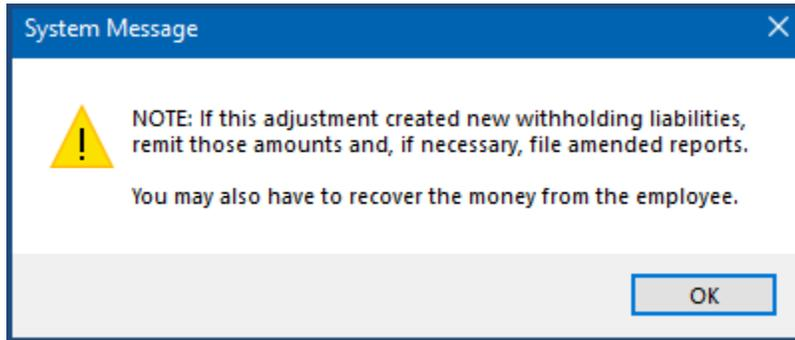 System Message
NOTE: If this adjustment created new withholding liabilities,
remit those amounts and, if necessary, file amended reports.
You may also have to recover the money from the employee.
OK